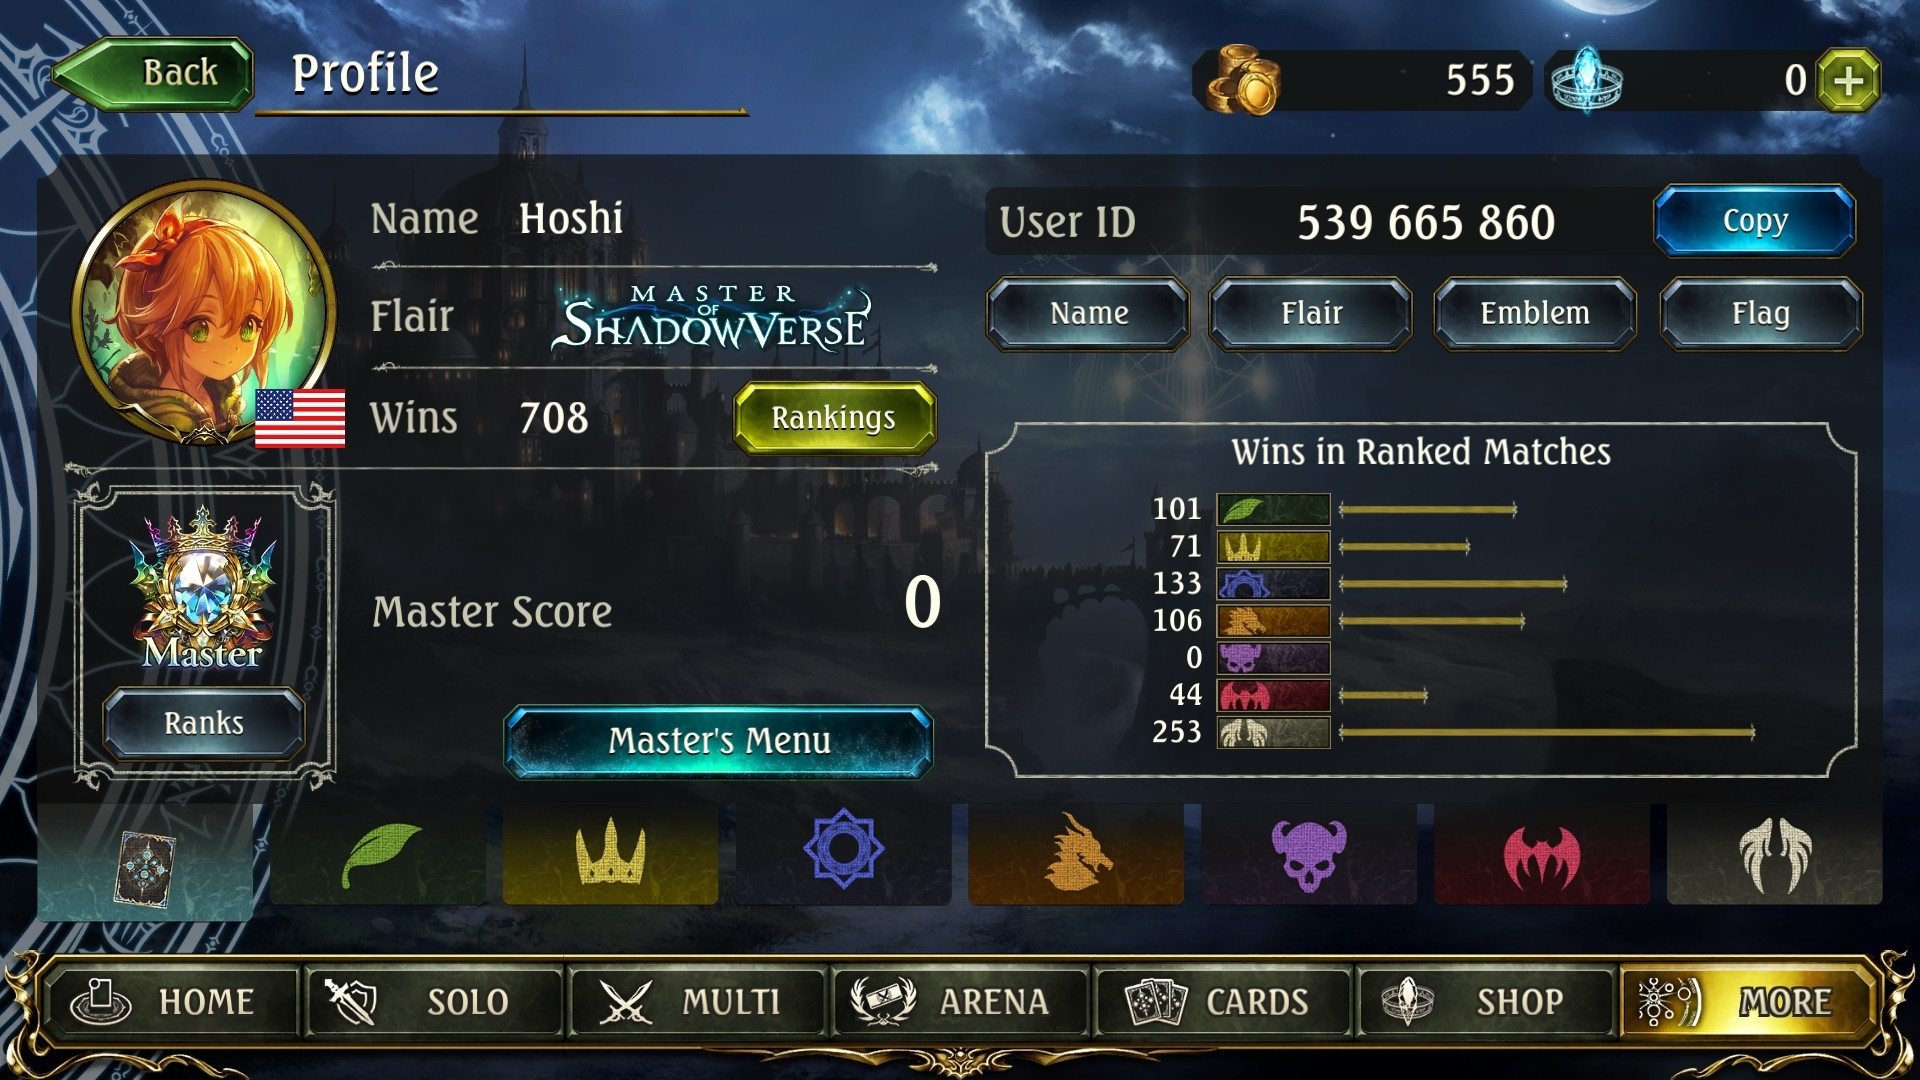 Back
Profile
555
0
Name Hoshi
Flair MASTER OF SHADOWVERSE
Wins 708
Rankings
User ID 539 665 860
Copy
Name
Flair
Emblem
Flag
Master
Ranks
Master Score 0
Master's Menu
Wins in Ranked Matches
101
71
133
106
0
44
253
HOME
SOLO
MULTI
ARENA
CARDS
SHOP
MORE